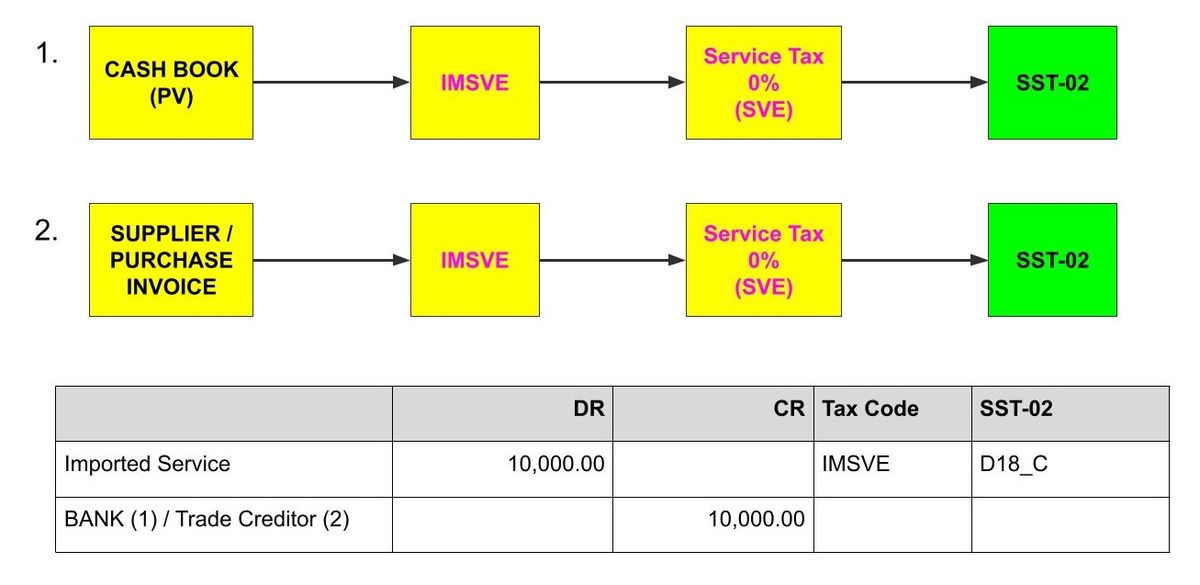 1.
CASH BOOK
(PV)
IMSVE
Service Tax
0%
(SVE)
SST-02
2.
SUPPLIER /
PURCHASE
INVOICE
IMSVE
Service Tax
0%
(SVE)
SST-02
DR CR Tax Code SST-02
Imported Service 10,000.00 IMSVE D18_C
BANK (1) / Trade Creditor (2) 10,000.00